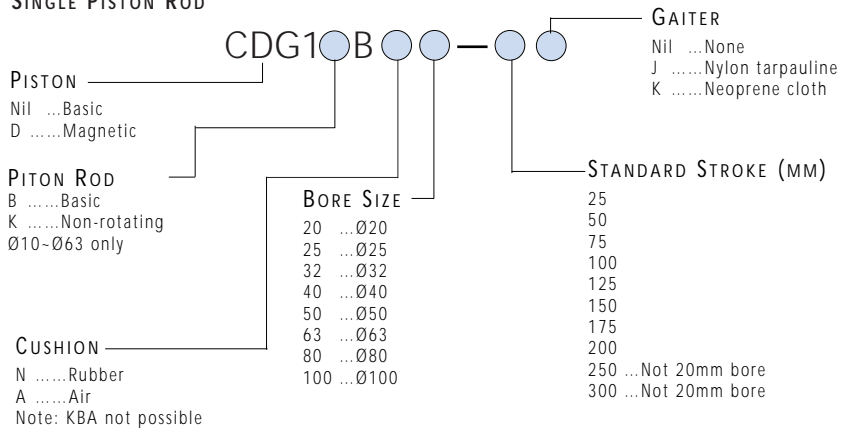 SINGLE PISTON ROD
CDG1 B —
GAITER
Nil ...None
J ......Nylon tarpauline
K ......Neoprene cloth
PISTON
Nil ...Basic
D ......Magnetic
PITON ROD
B ......Basic
K ......Non-rotating
Ø10~Ø63 only
BORE SIZE
20 ...Ø20
25 ...Ø25
32 ...Ø32
40 ...Ø40
50 ...Ø50
63 ...Ø63
80 ...Ø80
100 ...Ø100
STANDARD STROKE (MM)
25
50
75
100
125
150
175
200
250 ...Not 20mm bore
300 ...Not 20mm bore
CUSHION
N ......Rubber
A ......Air
Note: KBA not possible